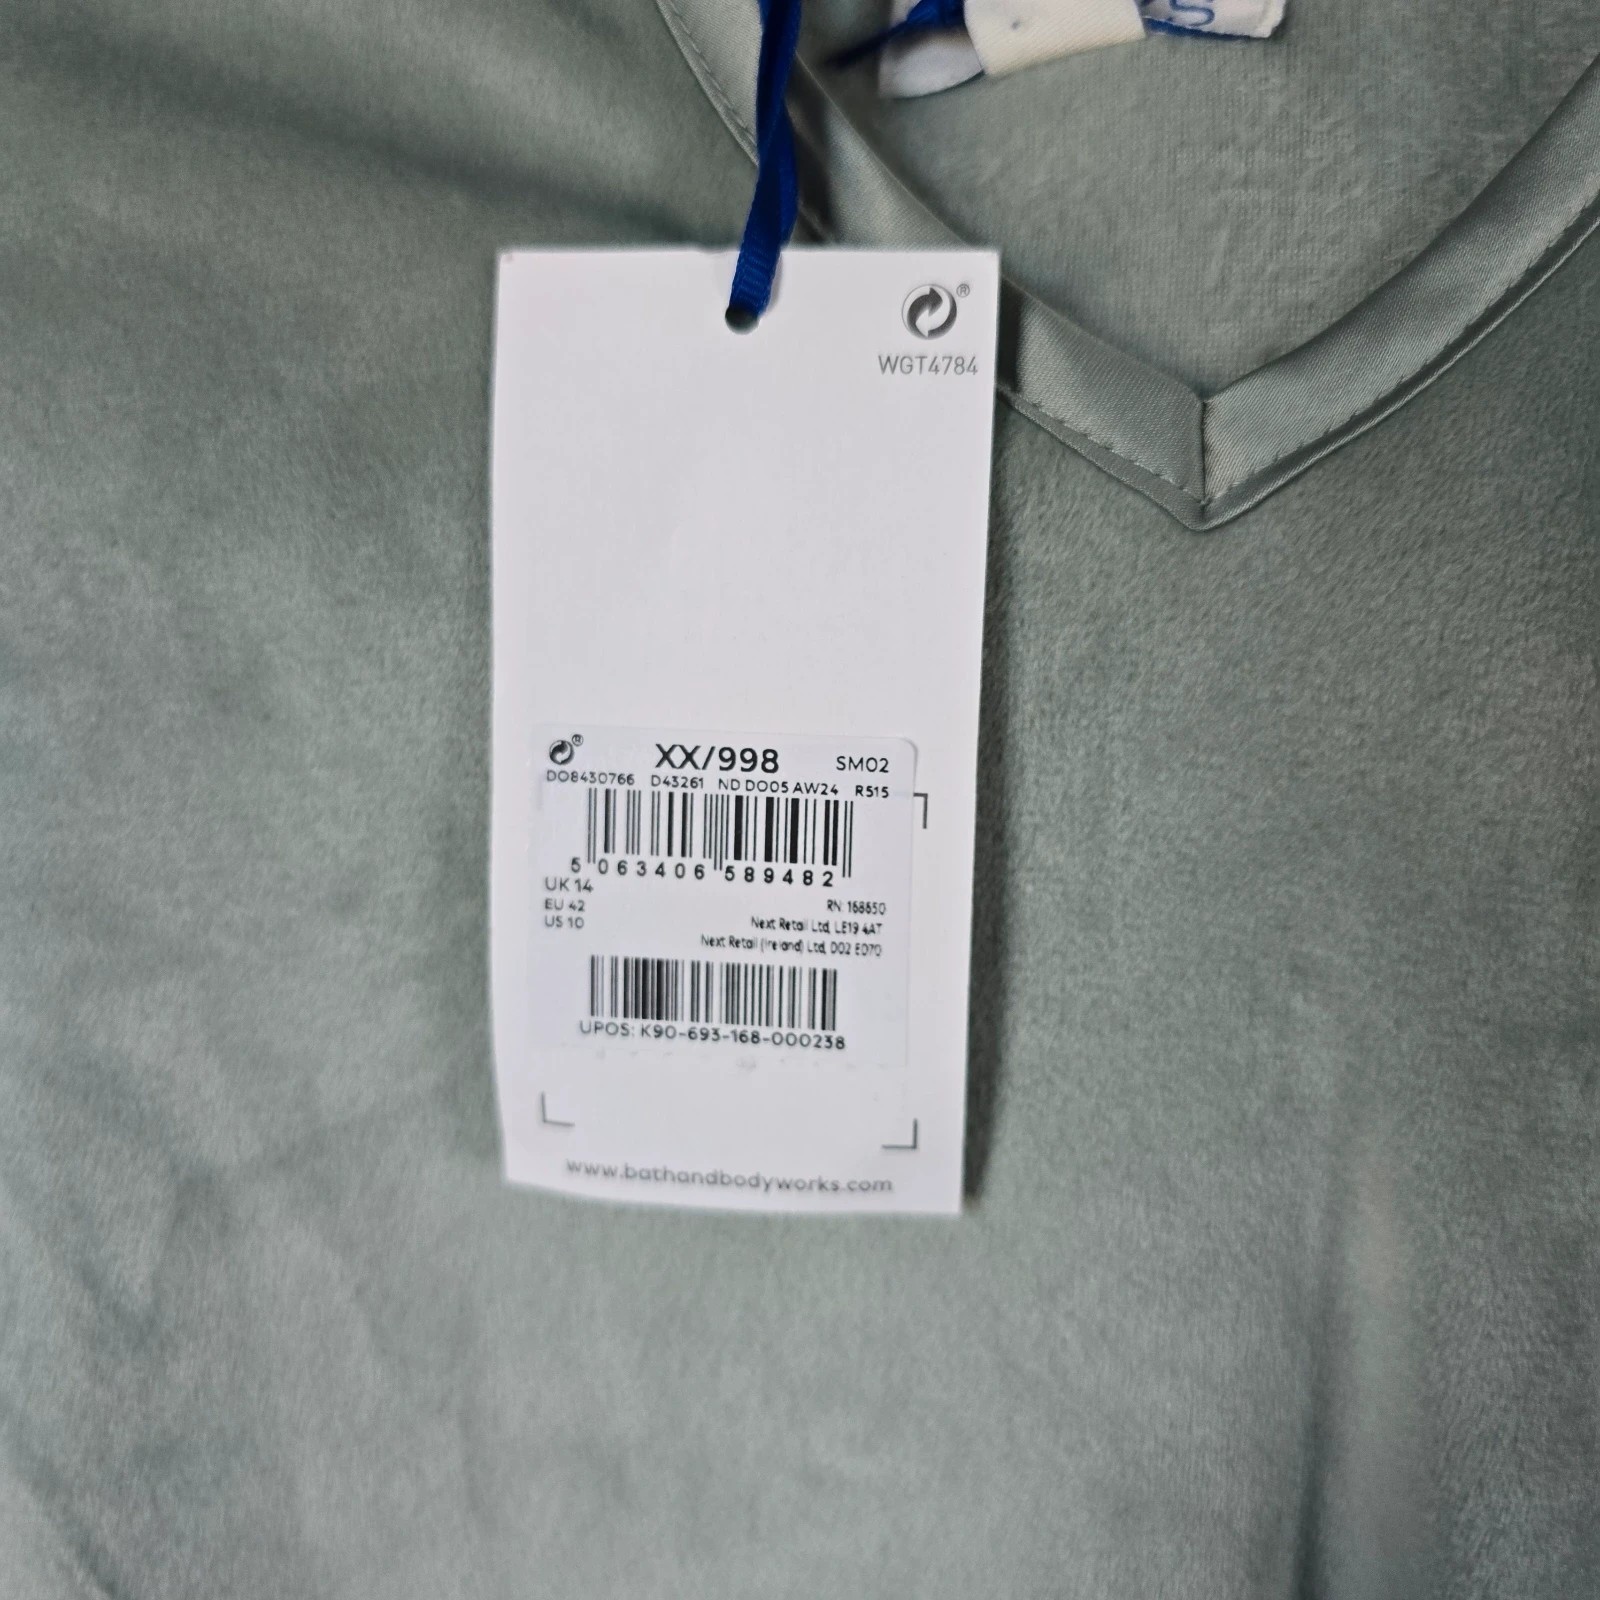 S
®
WGT4784
®
XX/998 SM02
DO8430766 D43261 ND DO05 AW24 R515
5 063406 589482
UK 14
EU 42
US 10
RN: 168650
Next Retail Ltd, LE19 4AT
Next Retail (Ireland) Ltd, D02 ED70
UPOS: K90-693-168-000238
www.bathandbodyworks.com